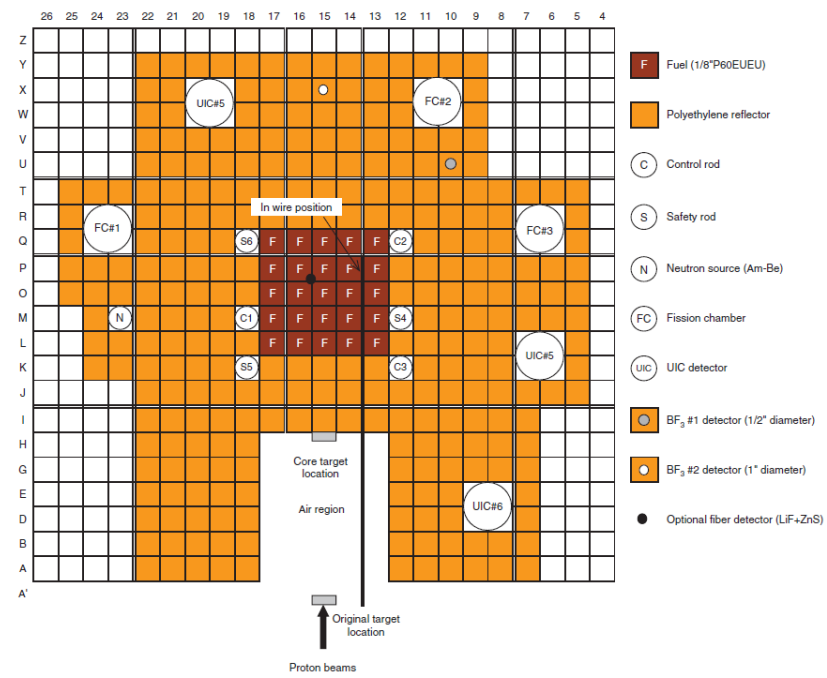 26 25 24 23 22 21 20 19 18 17 16 15 14 13 12 11 10 9 8 7 6 5 4
Z
Y
X
W
V
U
T
R
Q
P
O
M
L
K
J
I
H
G
E
D
B
A
A'
UIC#5
FC#2
In wire position
FC#1
FC#3
S6 F F F F F C2
F F F F F
F F F F F
N C1 F F F F F S4
F F F F F
UIC#5
S5 C3
Core target
location
Air region
UIC#6
Original target
location
Proton beams
F Fuel (1/8"P60EUEU)
Polyethylene reflector
C Control rod
S Safety rod
N Neutron source (Am-Be)
FC Fission chamber
UIC UIC detector
BF3 #1 detector (1/2" diameter)
BF3 #2 detector (1" diameter)
Optional fiber detector (LiF+ZnS)